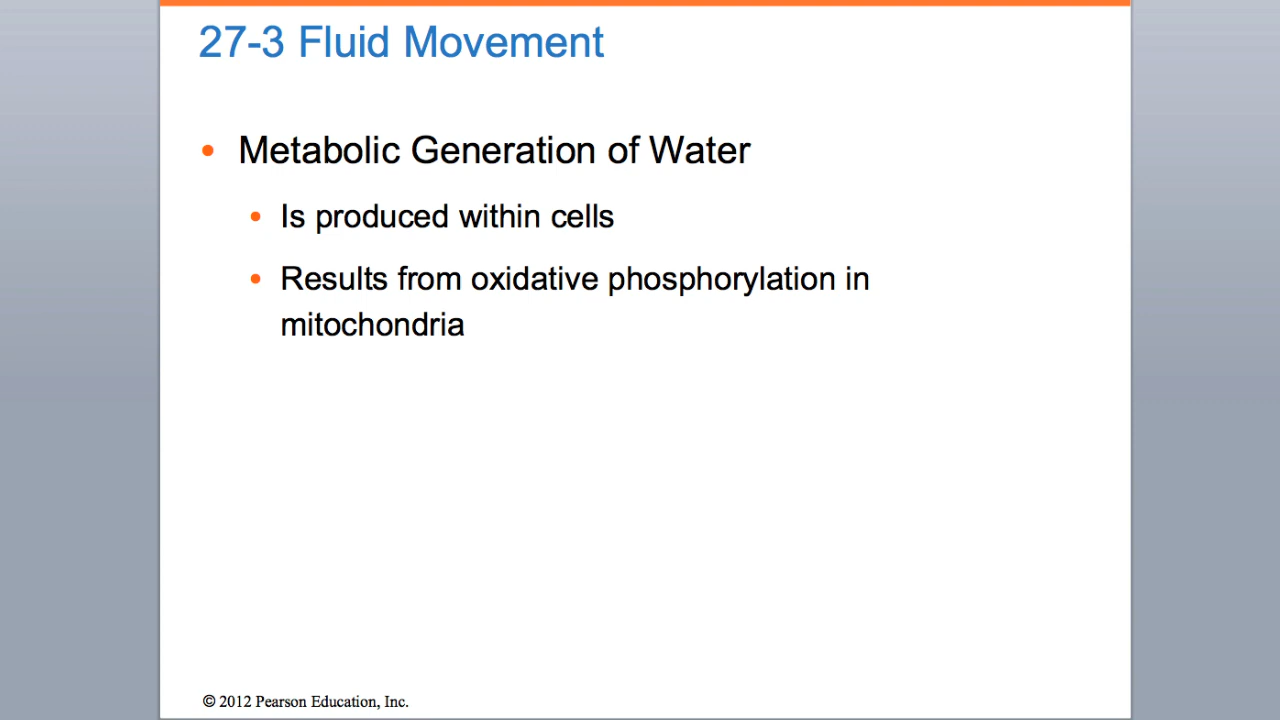 27-3 Fluid Movement
• Metabolic Generation of Water
• Is produced within cells
• Results from oxidative phosphorylation in
mitochondria
© 2012 Pearson Education, Inc.